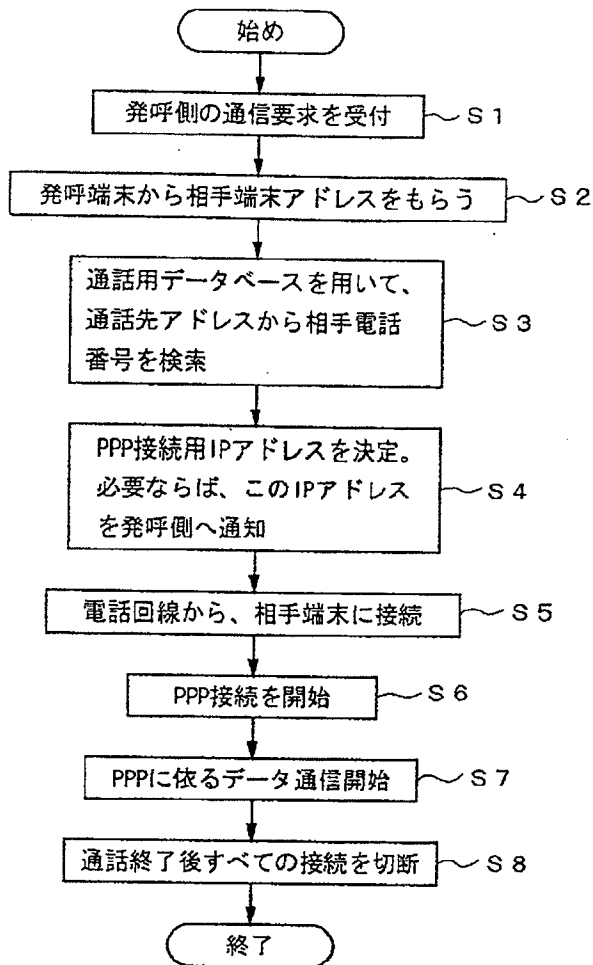 始め
発呼側の通信要求を受付 S1
発呼端末から相手端末アドレスをもらう S2
通話用データベースを用いて、
通話先アドレスから相手電話 S3
番号を検索
PPP接続用IPアドレスを決定。
必要ならば、このIPアドレス S4
を発呼側へ通知
電話回線から、相手端末に接続 S5
PPP接続を開始 S6
PPPに依るデータ通信開始 S7
通話終了後すべての接続を切断 S8
終了